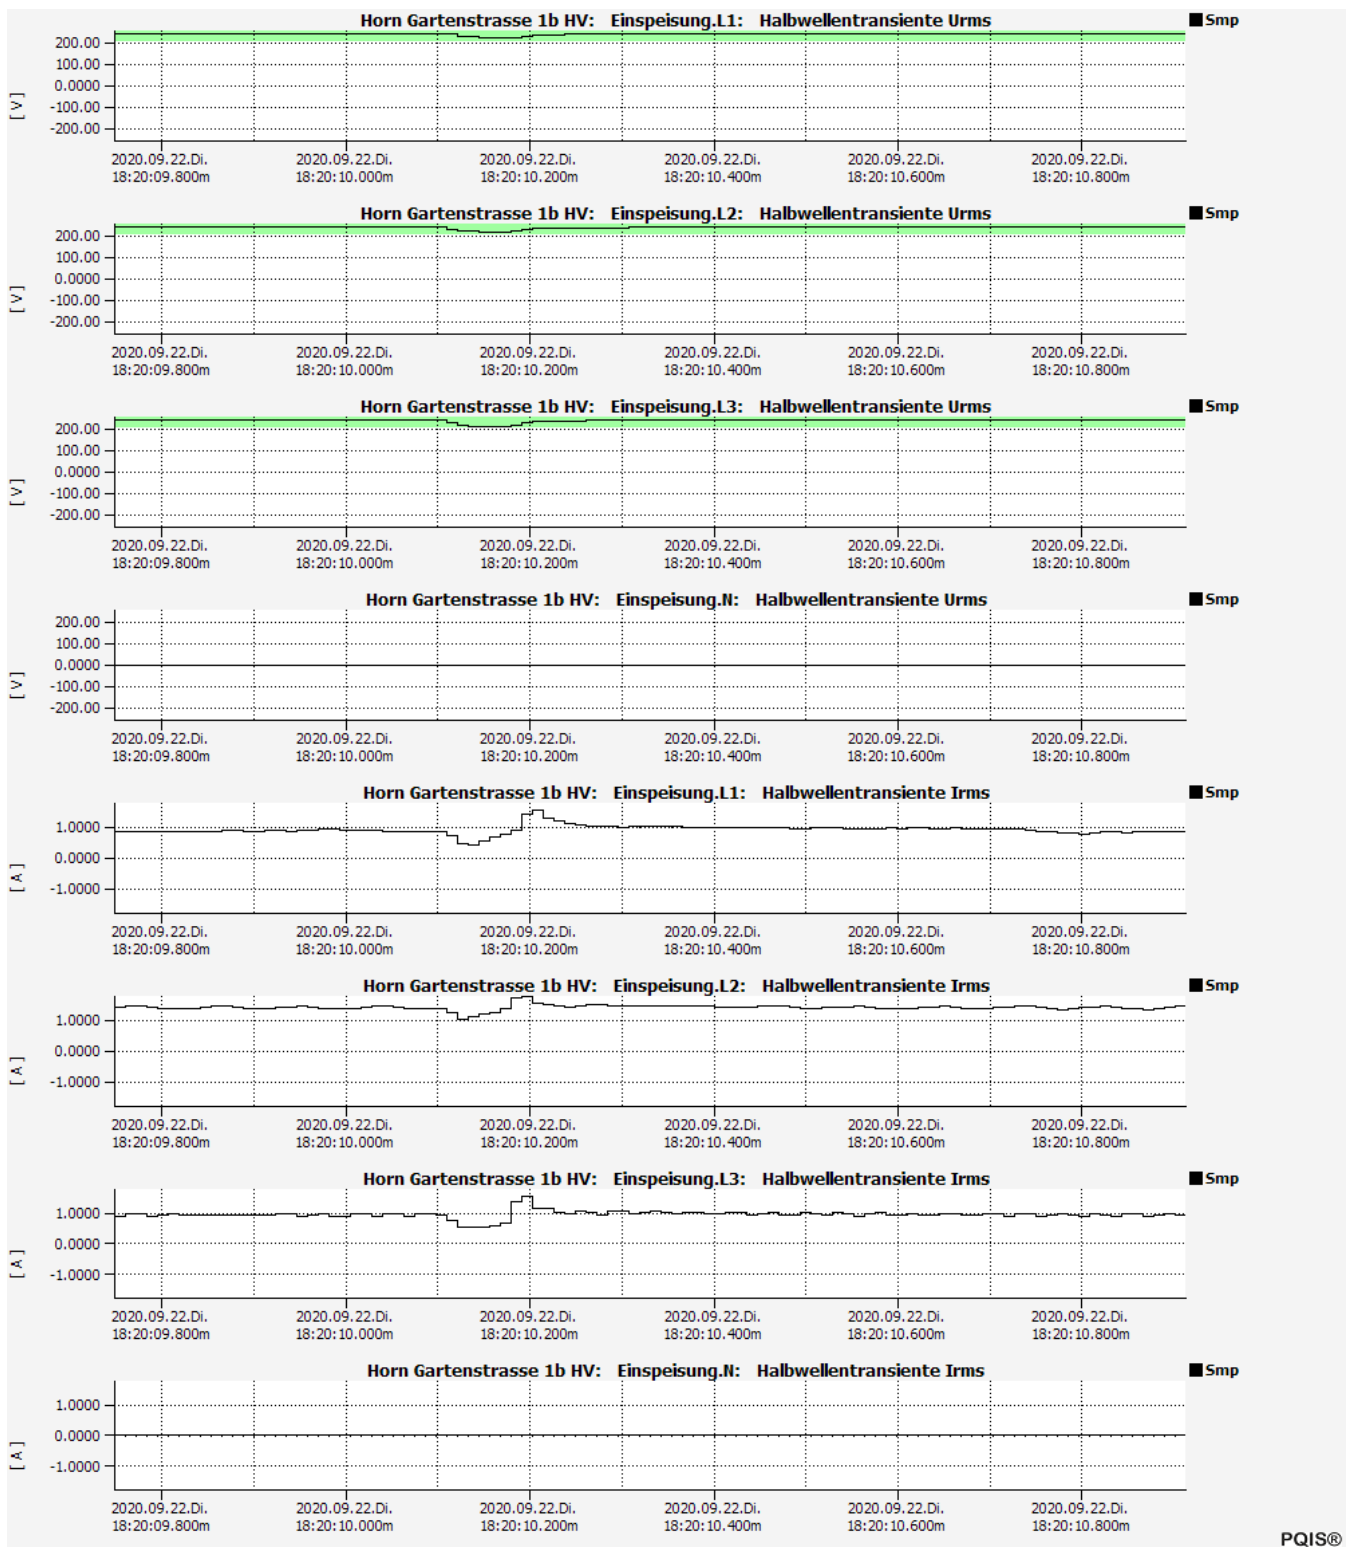 Horn Gartenstrasse 1b HV: Einspeisung.L1: Halbwellentransiente Urms
Smp
200.00
100.00
0.0000
-100.00
-200.00
[ V ]
2020.09.22.Di. 2020.09.22.Di. 2020.09.22.Di. 2020.09.22.Di. 2020.09.22.Di. 2020.09.22.Di.
18:20:09.800m 18:20:10.000m 18:20:10.200m 18:20:10.400m 18:20:10.600m 18:20:10.800m
Horn Gartenstrasse 1b HV: Einspeisung.L2: Halbwellentransiente Urms
Smp
200.00
100.00
0.0000
-100.00
-200.00
[ V ]
2020.09.22.Di. 2020.09.22.Di. 2020.09.22.Di. 2020.09.22.Di. 2020.09.22.Di. 2020.09.22.Di.
18:20:09.800m 18:20:10.000m 18:20:10.200m 18:20:10.400m 18:20:10.600m 18:20:10.800m
Horn Gartenstrasse 1b HV: Einspeisung.L3: Halbwellentransiente Urms
Smp
200.00
100.00
0.0000
-100.00
-200.00
[ V ]
2020.09.22.Di. 2020.09.22.Di. 2020.09.22.Di. 2020.09.22.Di. 2020.09.22.Di. 2020.09.22.Di.
18:20:09.800m 18:20:10.000m 18:20:10.200m 18:20:10.400m 18:20:10.600m 18:20:10.800m
Horn Gartenstrasse 1b HV: Einspeisung.N: Halbwellentransiente Urms
Smp
200.00
100.00
0.0000
-100.00
-200.00
[ V ]
2020.09.22.Di. 2020.09.22.Di. 2020.09.22.Di. 2020.09.22.Di. 2020.09.22.Di. 2020.09.22.Di.
18:20:09.800m 18:20:10.000m 18:20:10.200m 18:20:10.400m 18:20:10.600m 18:20:10.800m
Horn Gartenstrasse 1b HV: Einspeisung.L1: Halbwellentransiente Irms
Smp
1.0000
0.0000
-1.0000
[ A ]
2020.09.22.Di. 2020.09.22.Di. 2020.09.22.Di. 2020.09.22.Di. 2020.09.22.Di. 2020.09.22.Di.
18:20:09.800m 18:20:10.000m 18:20:10.200m 18:20:10.400m 18:20:10.600m 18:20:10.800m
Horn Gartenstrasse 1b HV: Einspeisung.L2: Halbwellentransiente Irms
Smp
1.0000
0.0000
-1.0000
[ A ]
2020.09.22.Di. 2020.09.22.Di. 2020.09.22.Di. 2020.09.22.Di. 2020.09.22.Di. 2020.09.22.Di.
18:20:09.800m 18:20:10.000m 18:20:10.200m 18:20:10.400m 18:20:10.600m 18:20:10.800m
Horn Gartenstrasse 1b HV: Einspeisung.L3: Halbwellentransiente Irms
Smp
1.0000
0.0000
-1.0000
[ A ]
2020.09.22.Di. 2020.09.22.Di. 2020.09.22.Di. 2020.09.22.Di. 2020.09.22.Di. 2020.09.22.Di.
18:20:09.800m 18:20:10.000m 18:20:10.200m 18:20:10.400m 18:20:10.600m 18:20:10.800m
Horn Gartenstrasse 1b HV: Einspeisung.N: Halbwellentransiente Irms
Smp
1.0000
0.0000
-1.0000
[ A ]
2020.09.22.Di. 2020.09.22.Di. 2020.09.22.Di. 2020.09.22.Di. 2020.09.22.Di. 2020.09.22.Di.
18:20:09.800m 18:20:10.000m 18:20:10.200m 18:20:10.400m 18:20:10.600m 18:20:10.800m
PQIS®